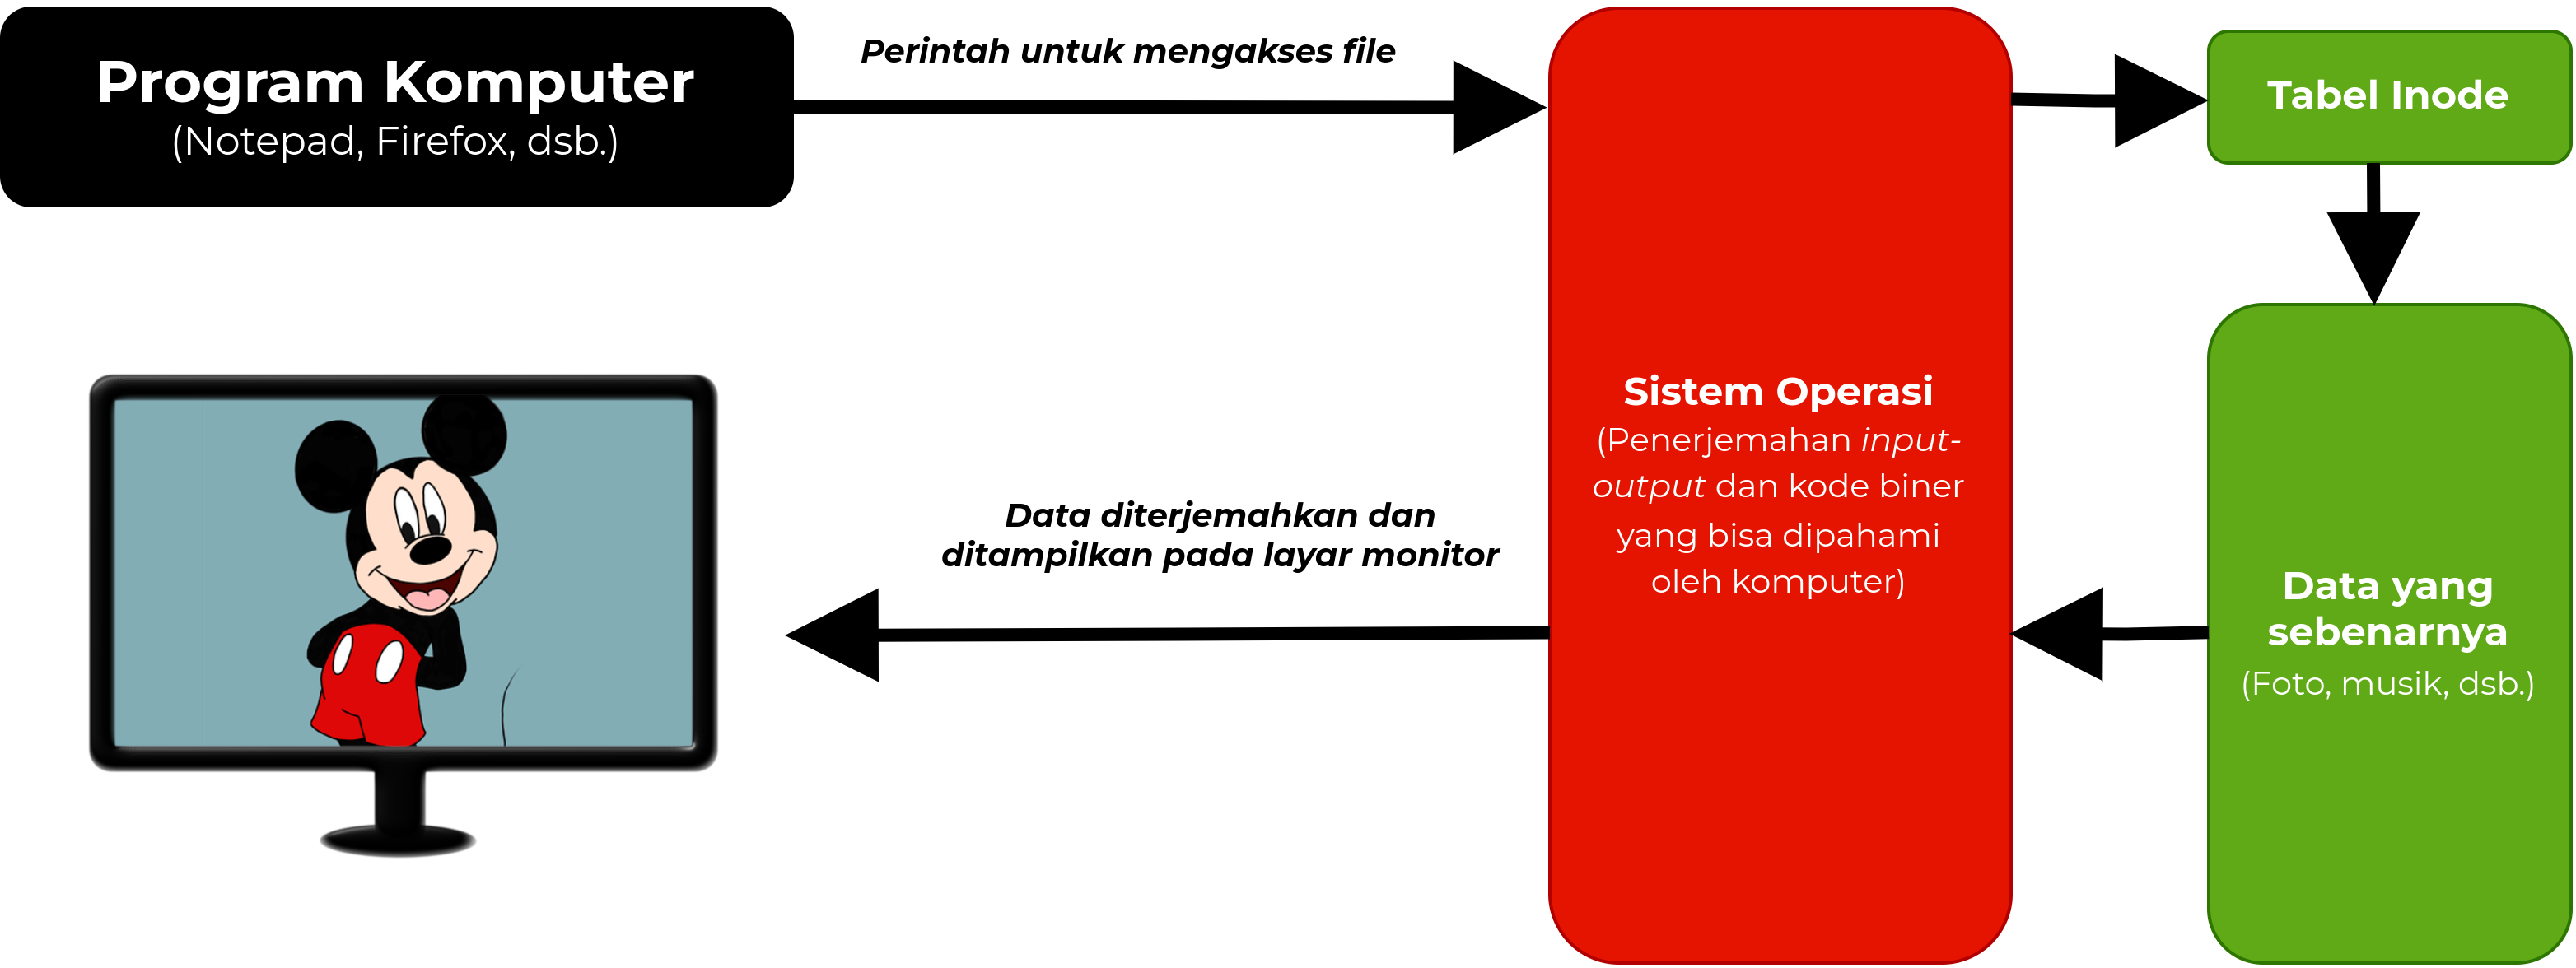 Program Komputer
(Notepad, Firefox, dsb.)
Perintah untuk mengakses file
Tabel Inode
Sistem Operasi
(Penerjemahan input-
output dan kode biner
yang bisa dipahami
oleh komputer)
Data diterjemahkan dan
ditampilkan pada layar monitor
Data yang
sebenarnya
(Foto, musik, dsb.)